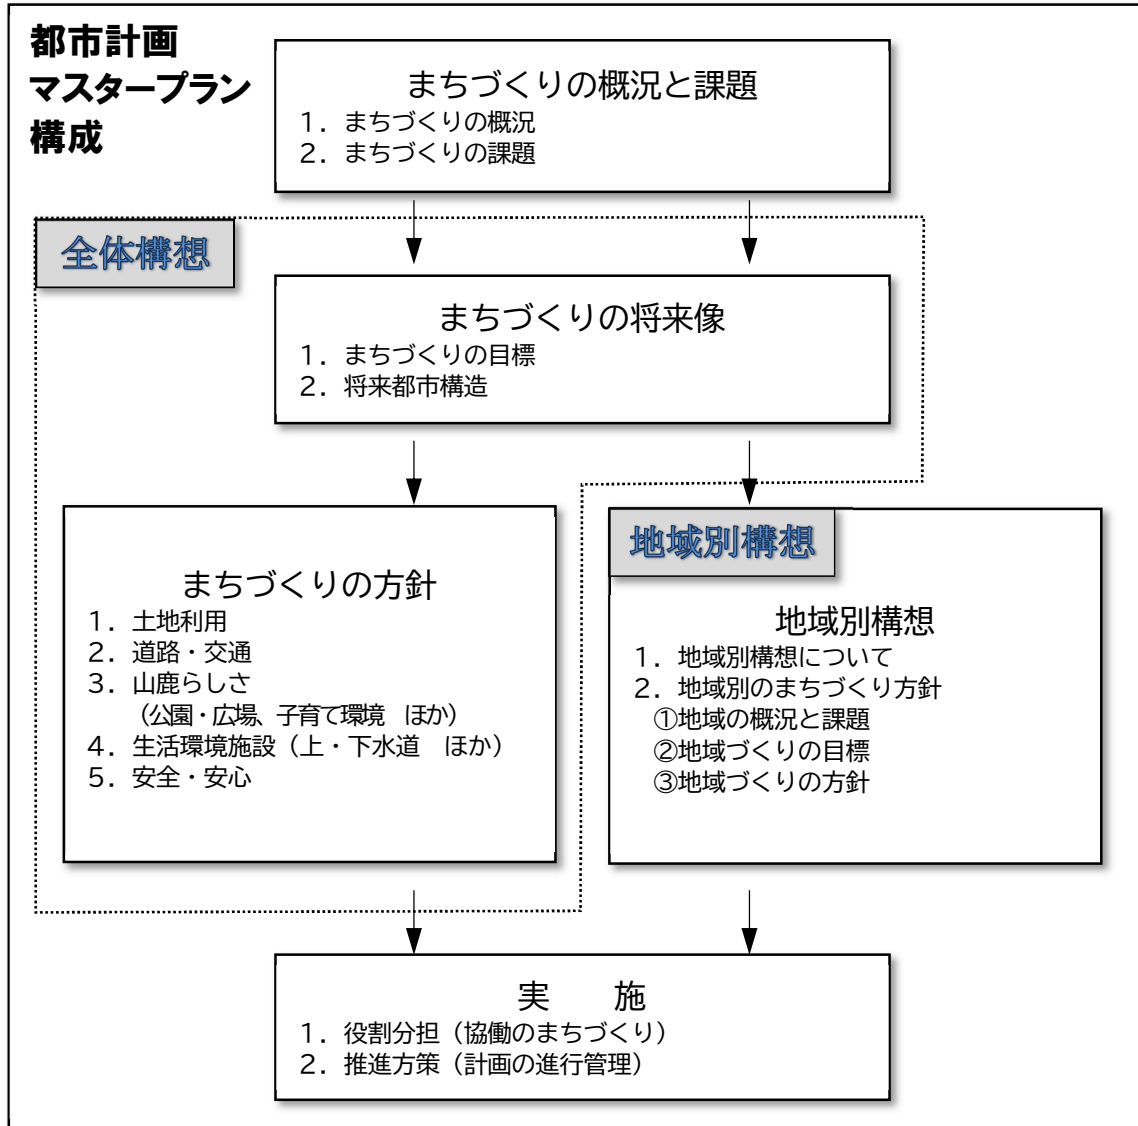 都市計画
マスタープラン
構成
まちづくりの概況と課題
1．まちづくりの概況
2．まちづくりの課題
全体構想
まちづくりの将来像
1．まちづくりの目標
2．将来都市構造
まちづくりの方針
1．土地利用
2．道路・交通
3．山鹿らしさ
（公園・広場、子育て環境　ほか）
4．生活環境施設（上・下水道　ほか）
5．安全・安心
地域別構想
地域別構想
1．地域別構想について
2．地域別のまちづくり方針
①地域の概況と課題
②地域づくりの目標
③地域づくりの方針
実　施
1．役割分担（協働のまちづくり）
2．推進方策（計画の進行管理）